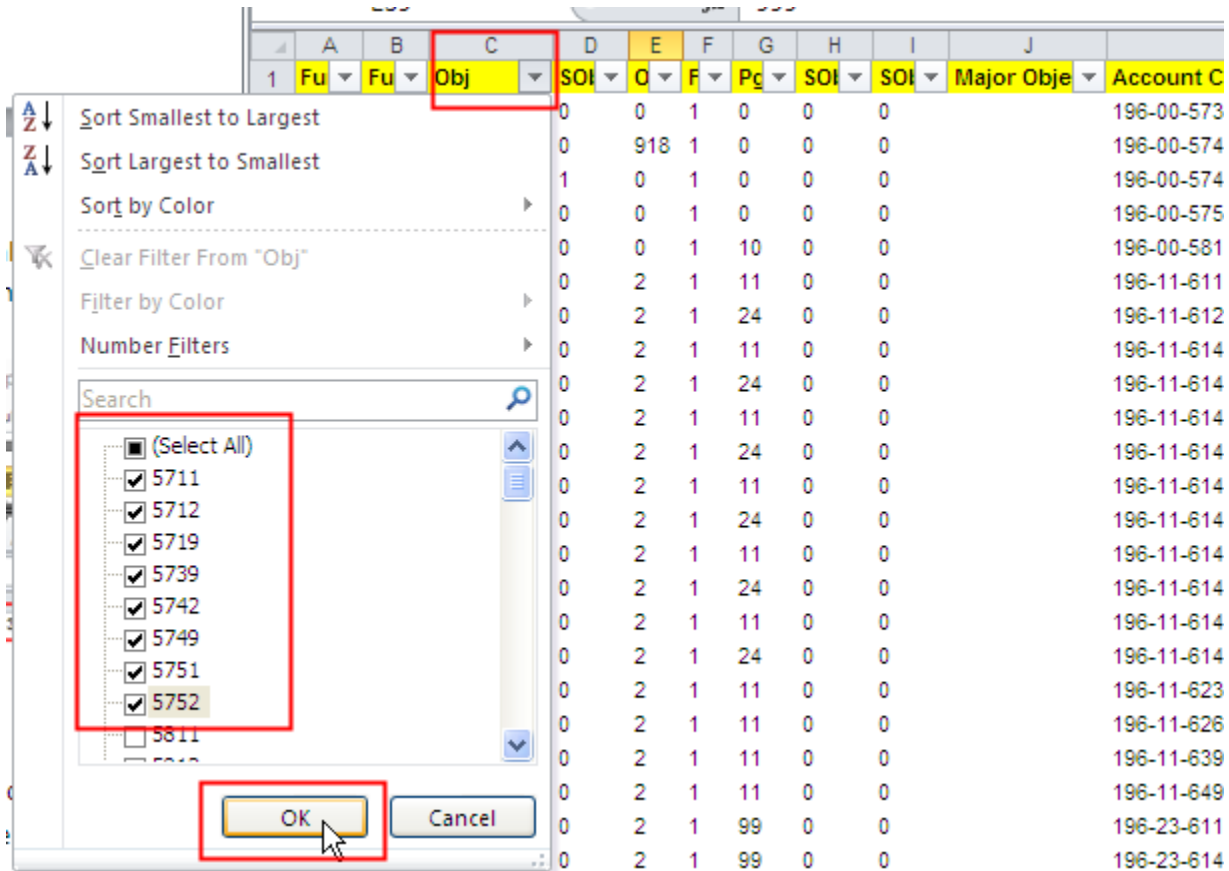 A B C D E F G H I J
1 Fu Fu Obj SOb O F Pg SOb SOb Major Obje Account C
Sort Smallest to Largest
Sort Largest to Smallest
Sort by Color
Clear Filter From "Obj"
Filter by Color
Number Filters
Search
(Select All)
5711
5712
5719
5739
5742
5749
5751
5752
5811
OK Cancel
0 0 1 0 0 0 196-00-573
0 918 1 0 0 0 196-00-574
1 0 1 0 0 0 196-00-574
0 0 1 0 0 0 196-00-575
0 0 1 10 0 0 196-00-581
0 2 1 11 0 0 196-11-611
0 2 1 24 0 0 196-11-612
0 2 1 11 0 0 196-11-614
0 2 1 24 0 0 196-11-614
0 2 1 11 0 0 196-11-614
0 2 1 24 0 0 196-11-614
0 2 1 11 0 0 196-11-614
0 2 1 24 0 0 196-11-614
0 2 1 11 0 0 196-11-614
0 2 1 24 0 0 196-11-614
0 2 1 11 0 0 196-11-614
0 2 1 24 0 0 196-11-614
0 2 1 11 0 0 196-11-623
0 2 1 11 0 0 196-11-626
0 2 1 11 0 0 196-11-639
0 2 1 11 0 0 196-11-649
0 2 1 99 0 0 196-23-611
0 2 1 99 0 0 196-23-614